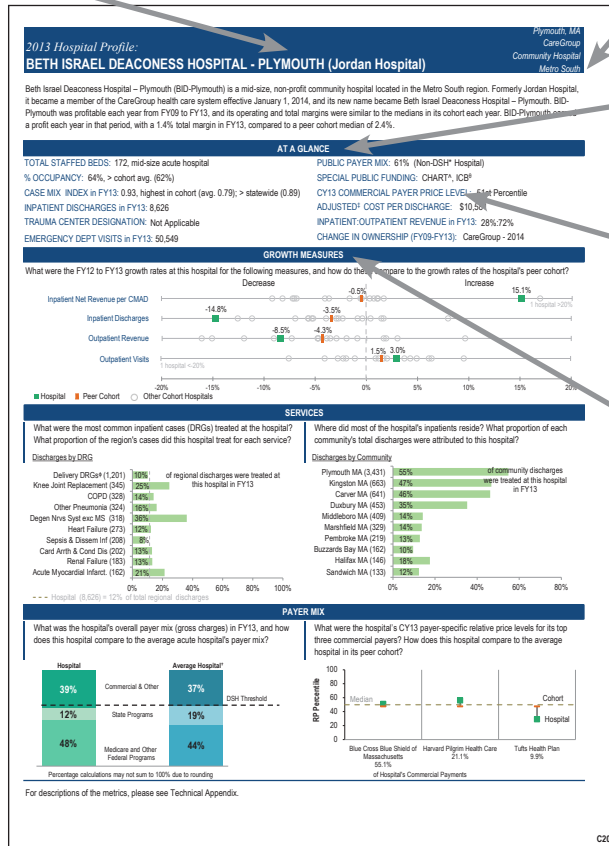 Plymouth, MA
CareGroup
Community Hospital
Metro South
2013 Hospital Profile:
BETH ISRAEL DEACONESS HOSPITAL - PLYMOUTH (Jordan Hospital)
Beth Israel Deaconess Hospital – Plymouth (BID-Plymouth) is a mid-size, non-profit community hospital located in the Metro South region. Formerly Jordan Hospital,
it became a member of the CareGroup health care system effective January 1, 2014, and its new name became Beth Israel Deaconess Hospital – Plymouth. BID-
Plymouth was profitable each year from FY09 to FY13, and its operating and total margins were similar to the medians in its cohort each year. BID-Plymouth
a profit each year in that period, with a 1.4% total margin in FY13, compared to a peer cohort median of 2.4%.
AT A GLANCE
TOTAL STAFFED BEDS: 172, mid-size acute hospital
% OCCUPANCY: 64%, > cohort avg. (62%)
CASE MIX INDEX in FY13: 0.93, highest in cohort (avg. 0.79); > statewide (0.89)
INPATIENT DISCHARGES in FY13: 8,626
TRAUMA CENTER DESIGNATION: Not Applicable
EMERGENCY DEPT VISITS in FY13: 50,549
PUBLIC PAYER MIX: 61% (Non-DSH* Hospital)
SPECIAL PUBLIC FUNDING: CHART^, ICBº
CY13 COMMERCIAL PAYER PRICE LEVEL: 51st Percentile
ADJUSTED‡ COST PER DISCHARGE:
INPATIENT:OUTPATIENT REVENUE in FY13: 28%:72%
CHANGE IN OWNERSHIP (FY09-FY13): CareGroup - 2014
GROWTH MEASURES
What were the FY12 to FY13 growth rates at this hospital for the following measures, and how do these compare to the growth rates of the hospital's peer cohort?
Decrease Increase
Inpatient Net Revenue per CMAD -0.5% 15.1%
1 hospital >20%
Inpatient Discharges -14.8% -3.5%
Outpatient Revenue -8.5% -4.3%
Outpatient Visits 1.5% 3.0%
1 hospital <-20%
-20% -15% -10% -5% 0% 5% 10% 15% 20%
Hospital Peer Cohort Other Cohort Hospitals
SERVICES
What were the most common inpatient cases (DRGs) treated at the hospital?
What proportion of the region's cases did this hospital treat for each service?
Discharges by DRG
of regional discharges were treated at
this hospital in FY13
Delivery DRGs (1,201) 10%
Knee Joint Replacement (345) 25%
COPD (328) 14%
Other Pneumonia (324) 16%
Degen Nrvs Syst exc MS (318) 36%
Heart Failure (273) 12%
Sepsis & Dissem Inf (208) 8%
Card Arrth & Cond Dis (202) 13%
Renal Failure (183) 13%
Acute Myocardial Infarct. (162) 21%
0% 20% 40% 60% 80% 100%
Hospital (8,626) = 12% of total regional discharges
Where did most of the hospital's inpatients reside? What proportion of each
community's total discharges were attributed to this hospital?
Discharges by Community
of community discharges
were treated at this hospital
in FY13
Plymouth MA (3,431) 55%
Kingston MA (663) 47%
Carver MA (641) 46%
Duxbury MA (453) 35%
Middleboro MA (409) 14%
Marshfield MA (329) 14%
Pembroke MA (219) 13%
Buzzards Bay MA (162) 10%
Halifax MA (146) 18%
Sandwich MA (133) 12%
0% 20% 40% 60% 80%
PAYER MIX
What was the hospital's overall payer mix (gross charges) in FY13, and how
does this hospital compare to the average acute hospital's payer mix?
Hospital Average Hospital*
39% Commercial & Other 37%
DSH Threshold
12% State Programs 19%
48% Medicare and Other
Federal Programs 44%
Percentage calculations may not sum to 100% due to rounding
What were the hospital's CY13 payer-specific relative price levels for its top
three commercial payers? How does this hospital compare to the average
hospital in its peer cohort?
RP Percentile
100
80
60
40
20
0
Median
Cohort
Hospital
Blue Cross Blue Shield of
Massachusetts
55.1%
Harvard Pilgrim Health Care
21.1%
Tufts Health Plan
9.9%
of Hospital's Commercial Payments
For descriptions of the metrics, please see Technical Appendix.
C20